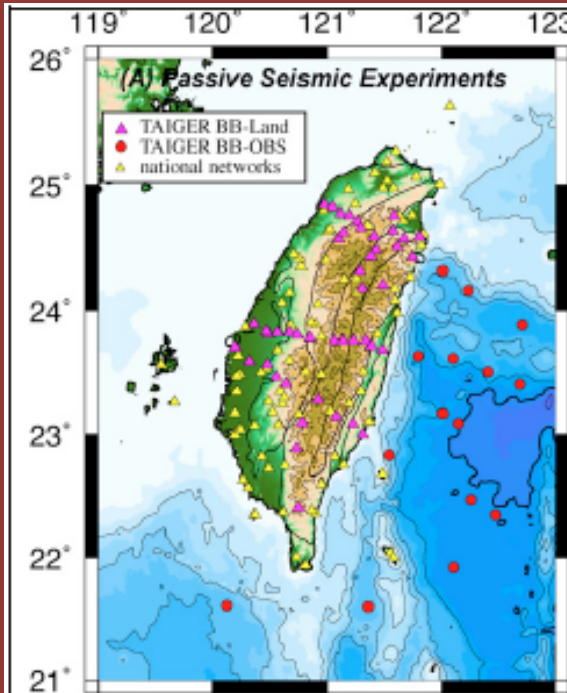 119° 120° 121° 122° 123
26°
(A) Passive Seismic Experiments
TAIGER BB-Land
TAIGER BB-OBS
national networks
25°
24°
23°
22°
21°